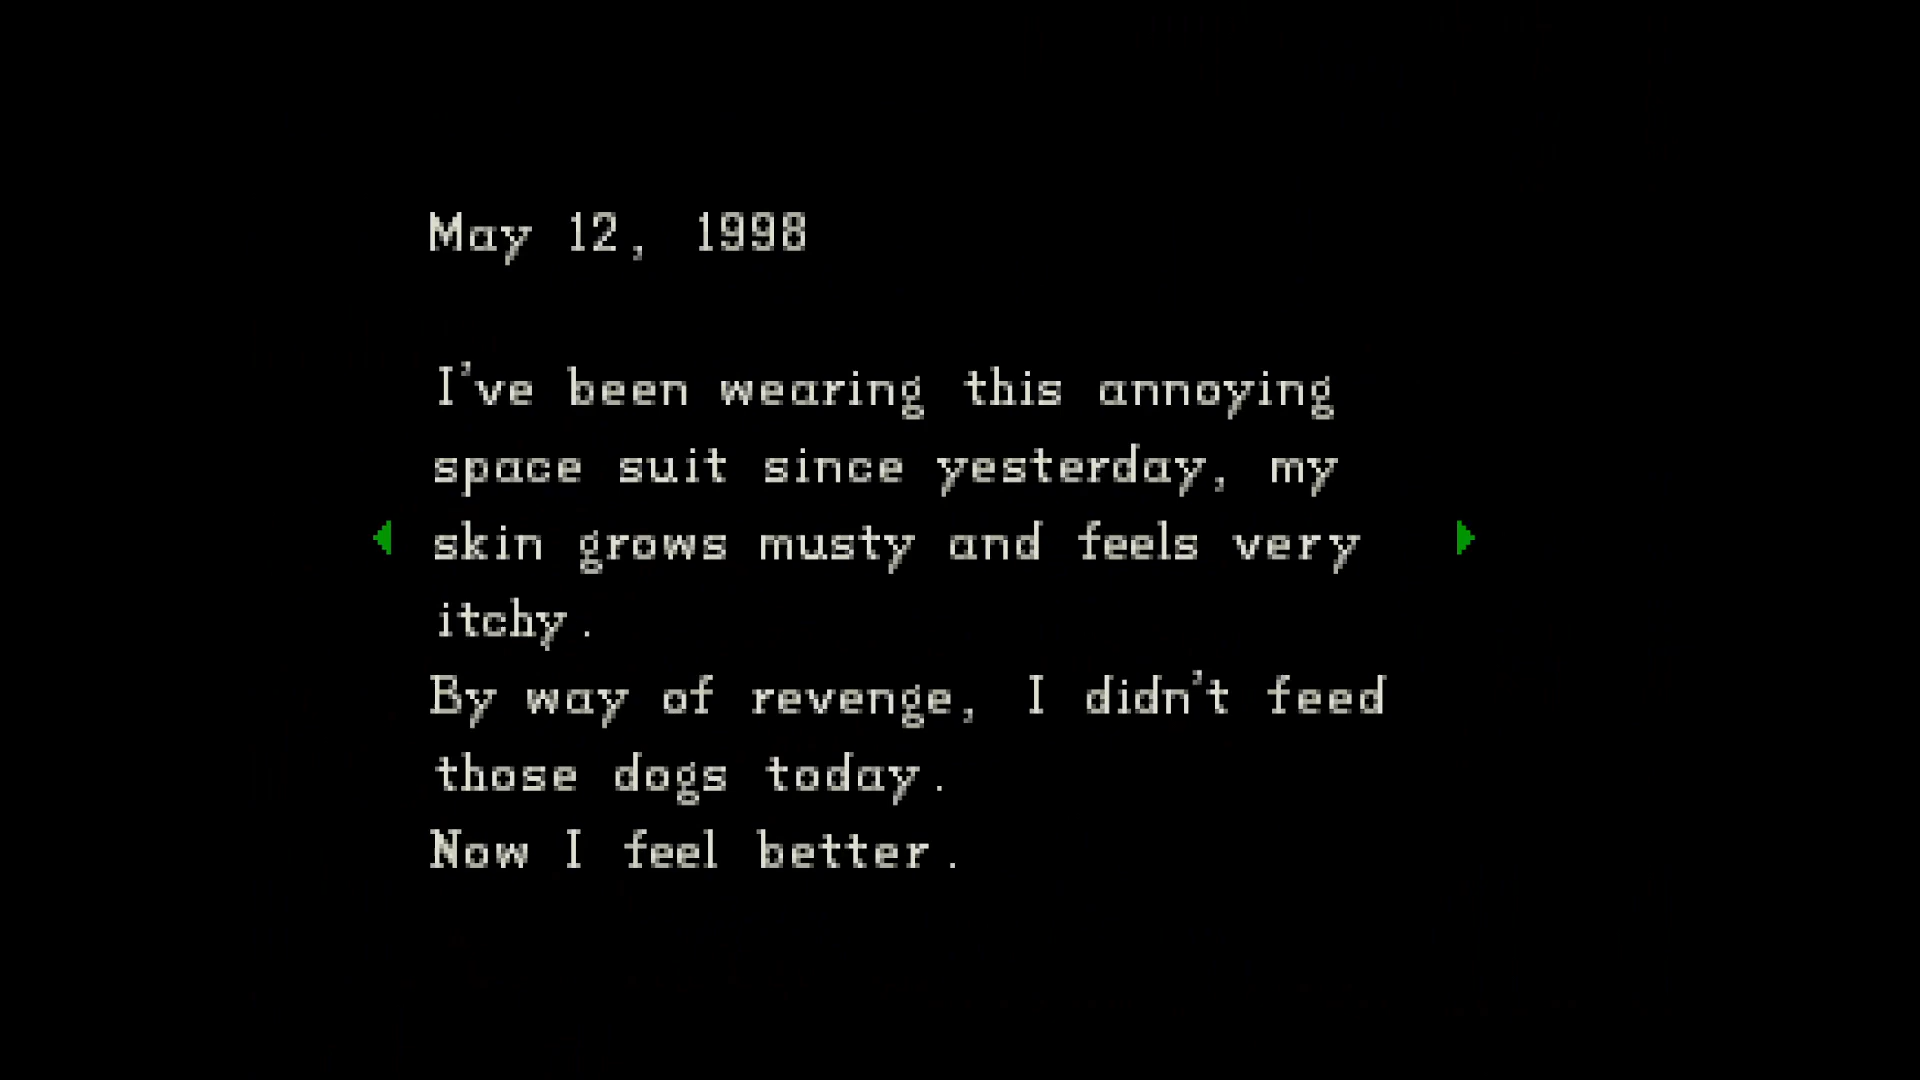 May 12, 1998
I've been wearing this annoying
space suit since yesterday, my
skin grows musty and feels very
itchy.
By way of revenge, I didn't feed
those dogs today.
Now I feel better.